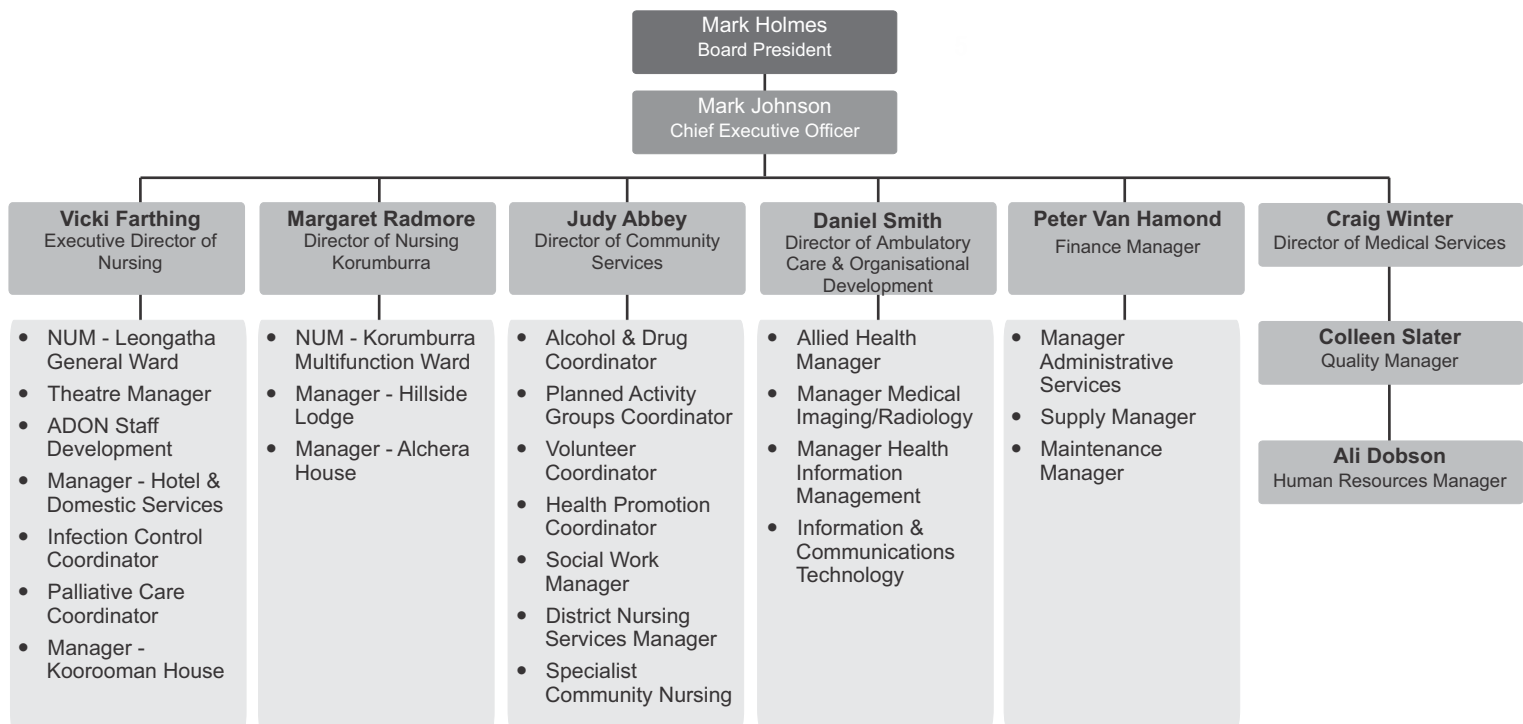 Mark Holmes
Board President
Mark Johnson
Chief Executive Officer
Vicki Farthing
Executive Director of
Nursing
• NUM - Leongatha
General Ward
• Theatre Manager
• ADON Staff
Development
• Manager - Hotel &
Domestic Services
• Infection Control
Coordinator
• Palliative Care
Coordinator
• Manager -
Koorooman House
Margaret Radmore
Director of Nursing
Korumburra
• NUM - Korumburra
Multifunction Ward
• Manager - Hillside
Lodge
• Manager - Alchera
House
Judy Abbey
Director of Community
Services
• Alcohol & Drug
Coordinator
• Planned Activity
Groups Coordinator
• Volunteer
Coordinator
• Health Promotion
Coordinator
• Social Work
Manager
• District Nursing
Services Manager
• Specialist
Community Nursing
Daniel Smith
Director of Ambulatory
Care & Organisational
Development
• Allied Health
Manager
• Manager Medical
Imaging/Radiology
• Manager Health
Information
Management
• Information &
Communications
Technology
Peter Van Hamond
Finance Manager
• Manager
Administrative
Services
• Supply Manager
• Maintenance
Manager
Craig Winter
Director of Medical Services
Colleen Slater
Quality Manager
Ali Dobson
Human Resources Manager